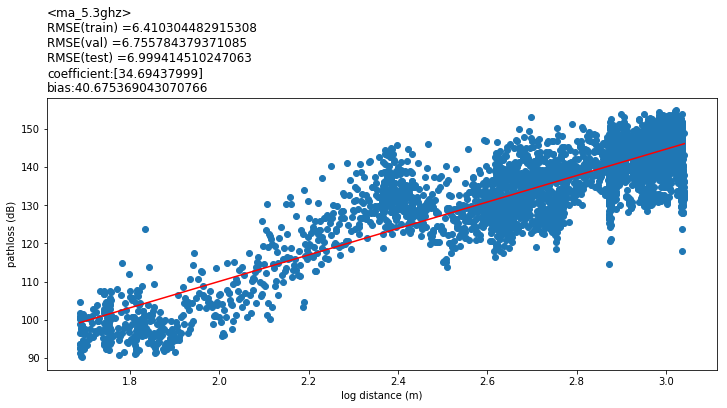 <ma_5.3ghz>
RMSE(train) =6.410304482915308
RMSE(val) =6.755784379371085
RMSE(test) =6.999414510247063
coefficient:[34.69437999]
bias:40.675369043070766
150
140
130
120
110
100
90
pathloss (dB)
1.8 2.0 2.2 2.4 2.6 2.8 3.0
log distance (m)